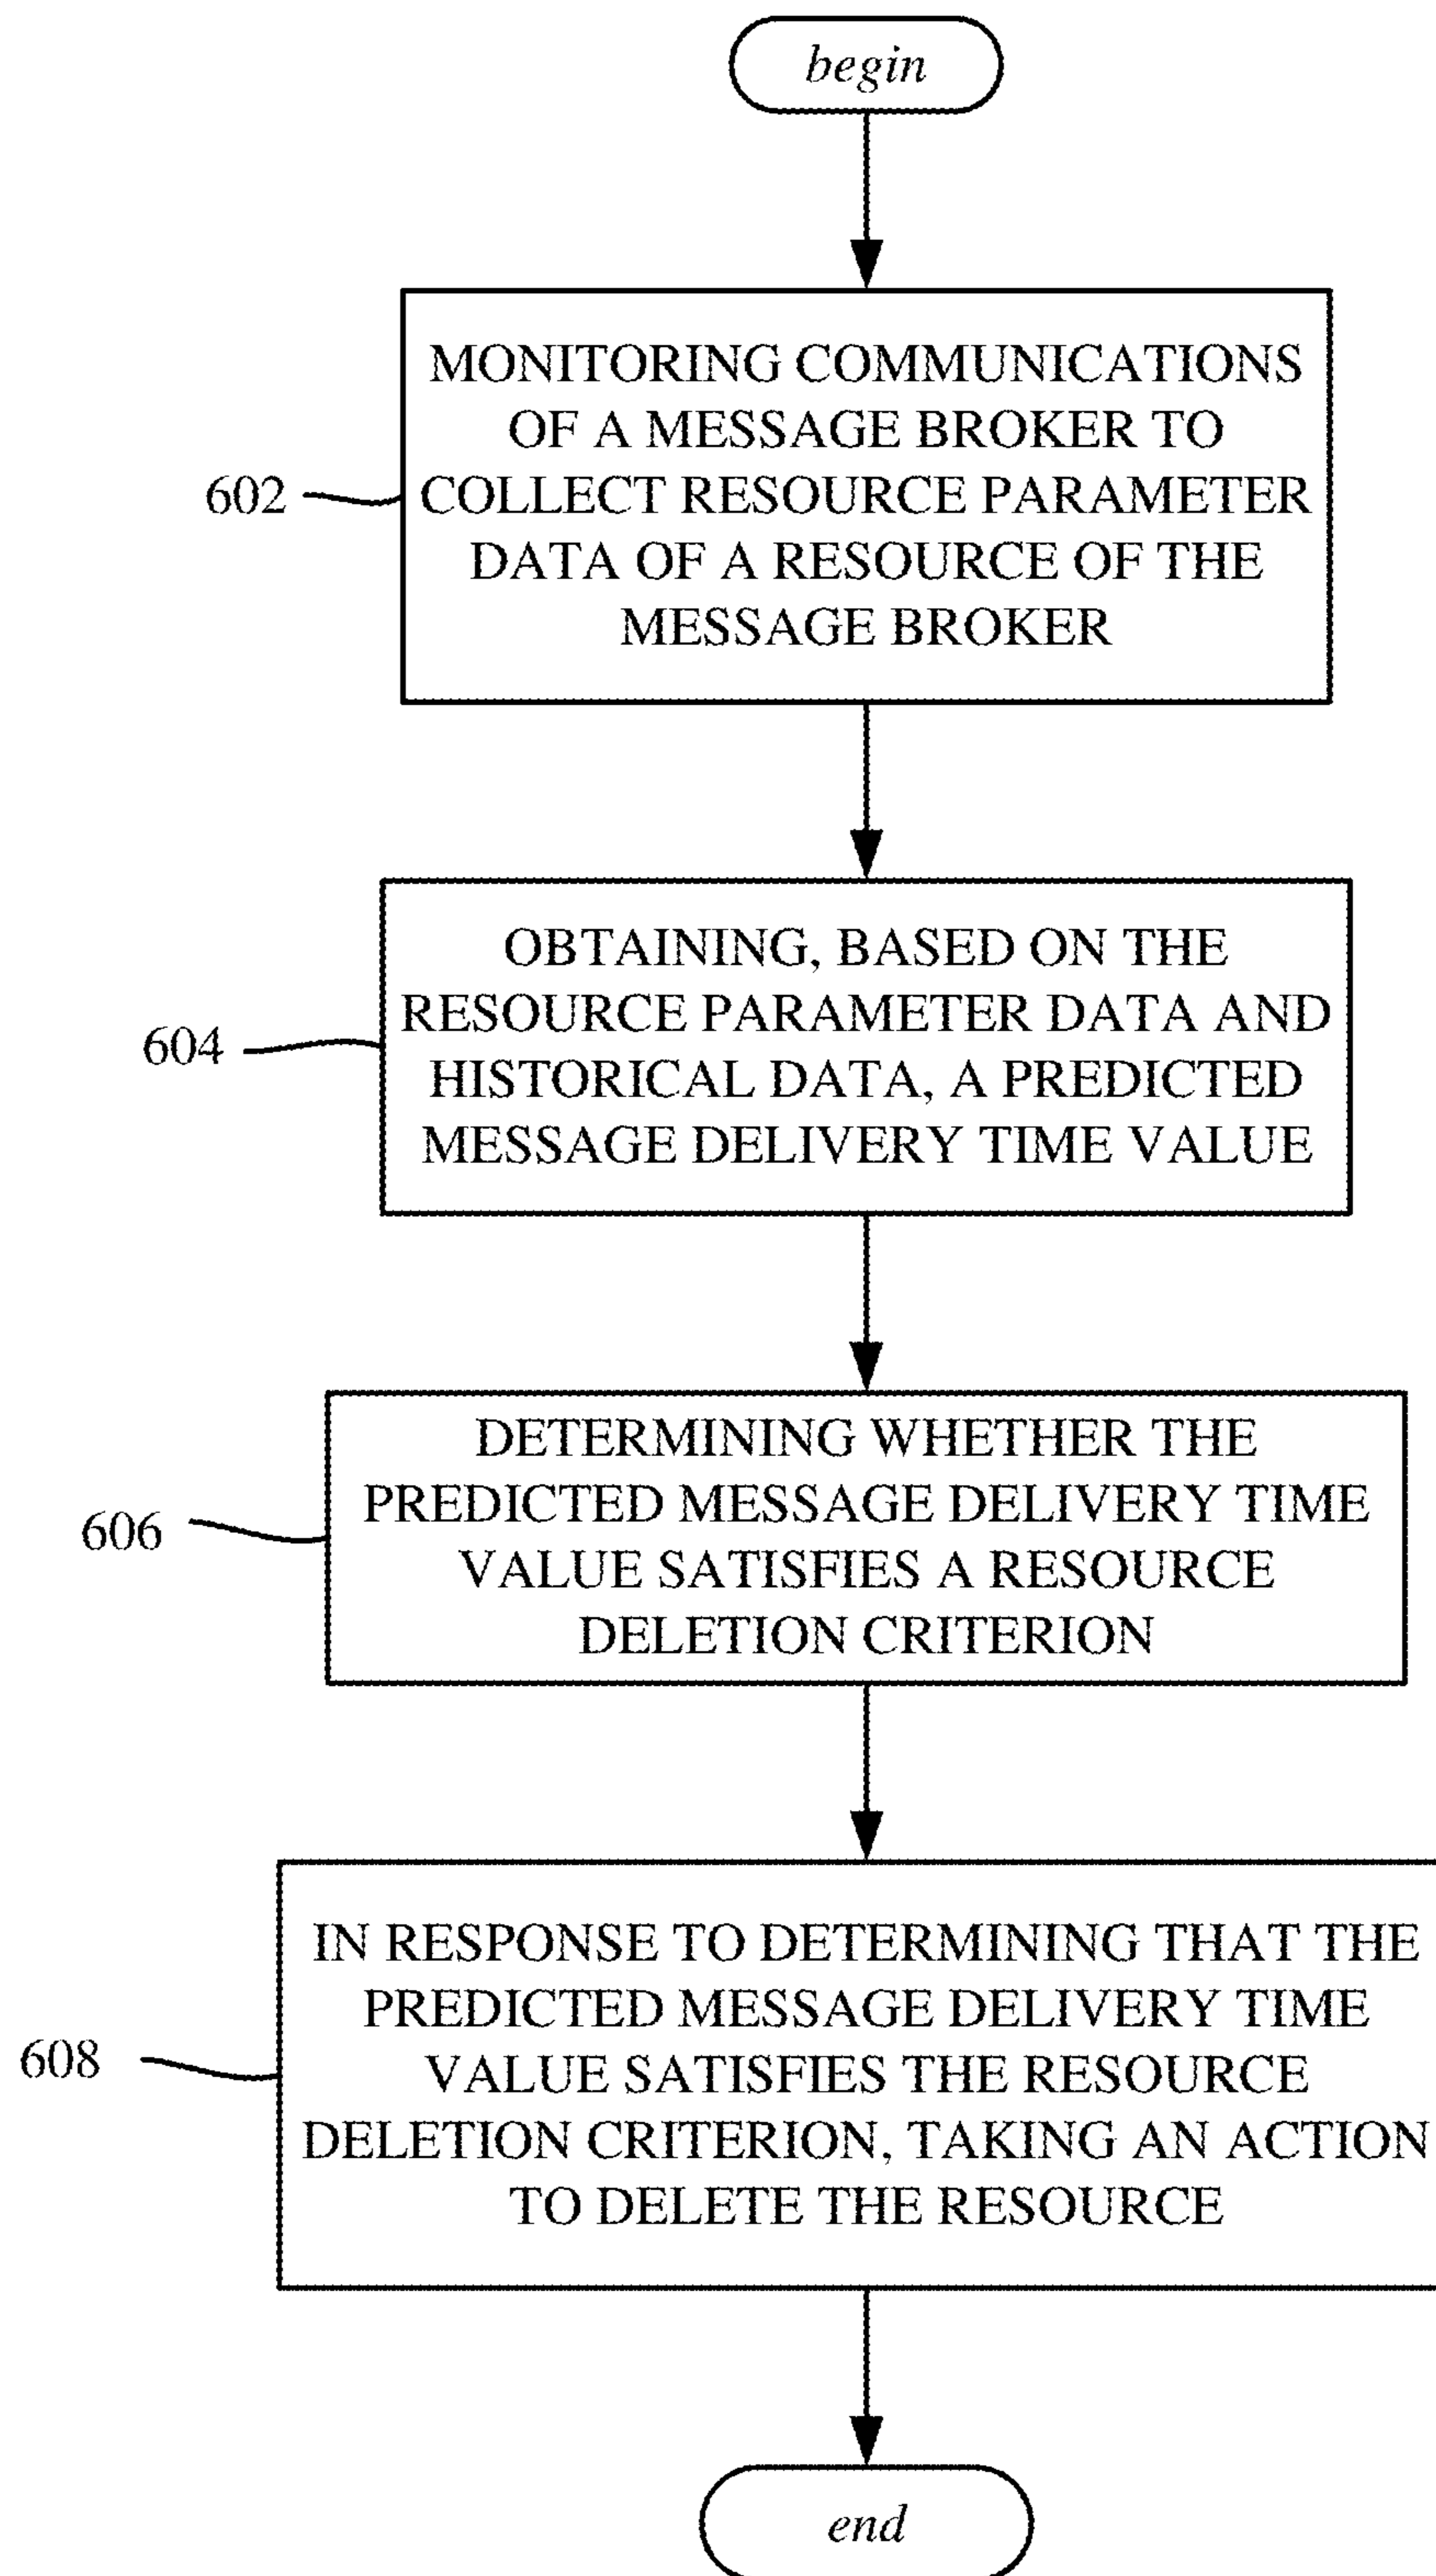 begin
MONITORING COMMUNICATIONS
OF A MESSAGE BROKER TO
602
COLLECT RESOURCE PARAMETER
DATA OF A RESOURCE OF THE
MESSAGE BROKER
OBTAINING, BASED ON THE
RESOURCE PARAMETER DATA AND
604
HISTORICAL DATA, A PREDICTED
MESSAGE DELIVERY TIME VALUE
DETERMINING WHETHER THE
PREDICTED MESSAGE DELIVERY TIME
606
VALUE SATISFIES A RESOURCE
DELETION CRITERION
IN RESPONSE TO DETERMINING THAT THE
PREDICTED MESSAGE DELIVERY TIME
608
VALUE SATISFIES THE RESOURCE
DELETION CRITERION, TAKING AN ACTION
TO DELETE THE RESOURCE
end